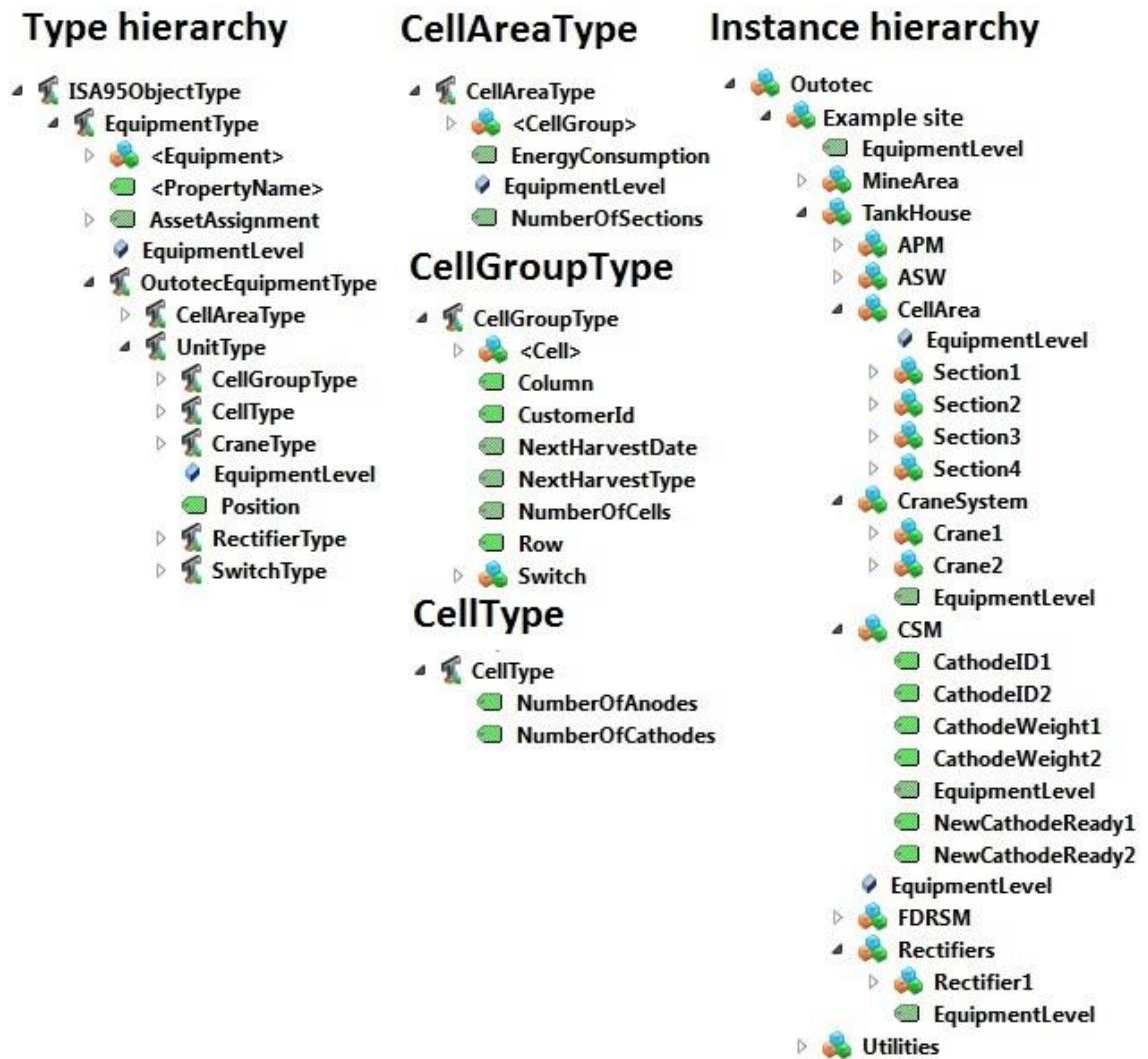 Type hierarchy
ISA95ObjectType
EquipmentType
<Equipment>
<PropertyName>
AssetAssignment
EquipmentLevel
OutotecEquipmentType
CellAreaType
UnitType
CellGroupType
CellType
CraneType
EquipmentLevel
Position
RectifierType
SwitchType
CellAreaType
CellAreaType
<CellGroup>
EnergyConsumption
EquipmentLevel
NumberOfSections
CellGroupType
CellGroupType
<Cell>
Column
CustomerId
NextHarvestDate
NextHarvestType
NumberOfCells
Row
Switch
CellType
CellType
NumberOfAnodes
NumberOfCathodes
Instance hierarchy
Outotec
Example site
EquipmentLevel
MineArea
TankHouse
APM
ASW
CellArea
EquipmentLevel
Section1
Section2
Section3
Section4
CraneSystem
Crane1
Crane2
EquipmentLevel
CSM
CathodeID1
CathodeID2
CathodeWeight1
CathodeWeight2
EquipmentLevel
NewCathodeReady1
NewCathodeReady2
EquipmentLevel
FDRSM
Rectifiers
Rectifier1
EquipmentLevel
Utilities